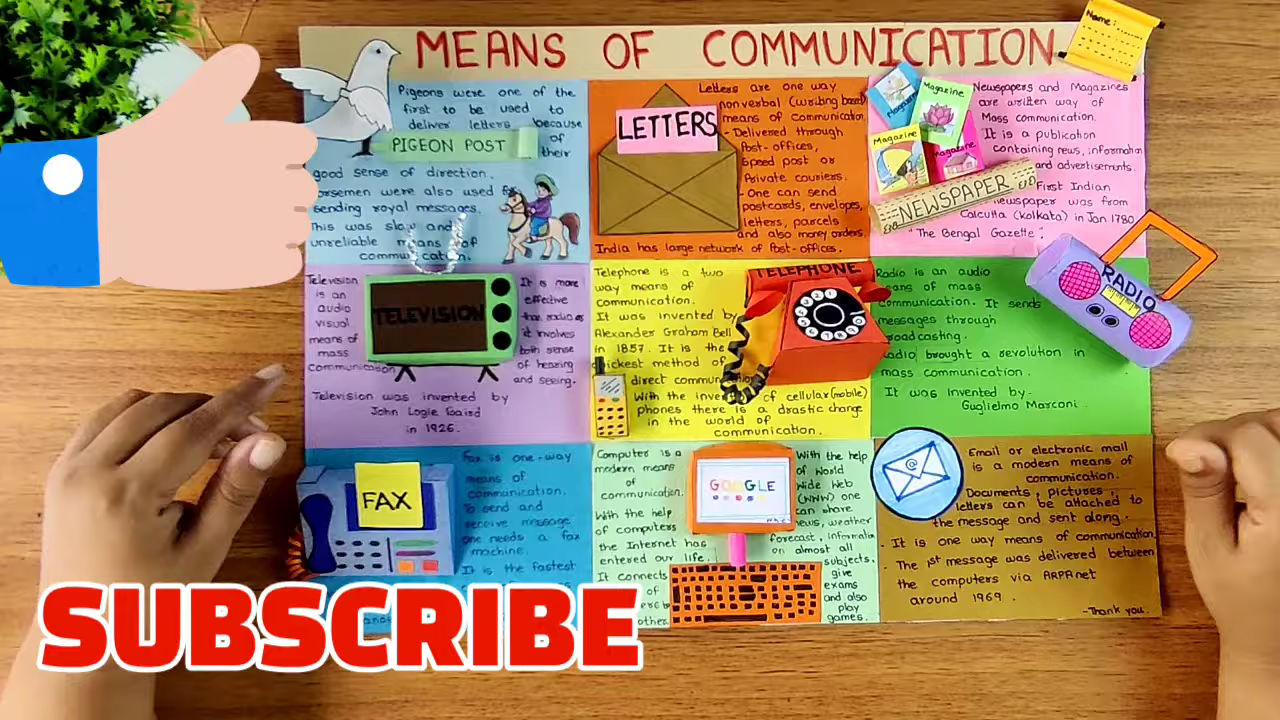 MEANS OF COMMUNICATION
Name:
Pigeons were one of the
first to be used to
deliver letters because
PIGEON POST
of
their
good sense of direction.
were also used
sending royal messages.
This was slow and
unreliable means of
LETTERS
Letters are one way
nonverbal (writing based)
means of communication.
- Delivered through
Post-offices,
Speed post or
Private couriers.
- One can send
postcards, envelopes,
letters, parcels
and also money orders.
India has large network of Post-offices.
Magazine
Magazine
Magazine
Magazine
NEWSPAPER
Newspapers and Magazines
are written way of
Mass communication.
It is a publication
containing news, information
and advertisements.
First Indian
newspaper was from
Calcutta (Kolkata) in Jan 1780
"The Bengal Gazette".
Television
is an
audio
visual
means of
mass
Communication
TELEVISION
It is more
effective
than radio as
it involves
both sense
of hearing
and seeing.
Television was invented by
John Logie Baird
in 1926.
Telephone is a two
way means of
communication.
It was invented by
Alexander Graham Bell
in 1857. It is the
quickest method of
direct
TELEPHONE
1 2 3 4 5 6 7 8 9 0
With the of cellular (mobile)
phones there is a drastic change
in the world of
communication.
Radio is an audio
means of mass
communication. It sends
messages through
broadcasting.
Radio brought a revolution in
mass communication.
It was invented by-
Guglielmo Marconi.
RADIO
FAX
Fax is one-way
means of
communication.
To send and
receive message
one needs a fax
machine.
It is the fastest
Computer is a
modern means
of
communication.
With the help
of computers
the Internet has
entered our life.
It connects
of
GOOGLE
With the help
of World
Wide Web
(WWW) one
can share
news, weather
forecast, information
on almost all
subjects,
give
exams
and also
play
games.
@
Email or electronic mail
is a modern means of
communication.
Documents, pictures,
letters can be attached to
the message and sent along.
- It is one way means of communication.
- The 1st message was delivered between
the computers via ARPAnet
around 1969.
-Thank you.
SUBSCRIBE